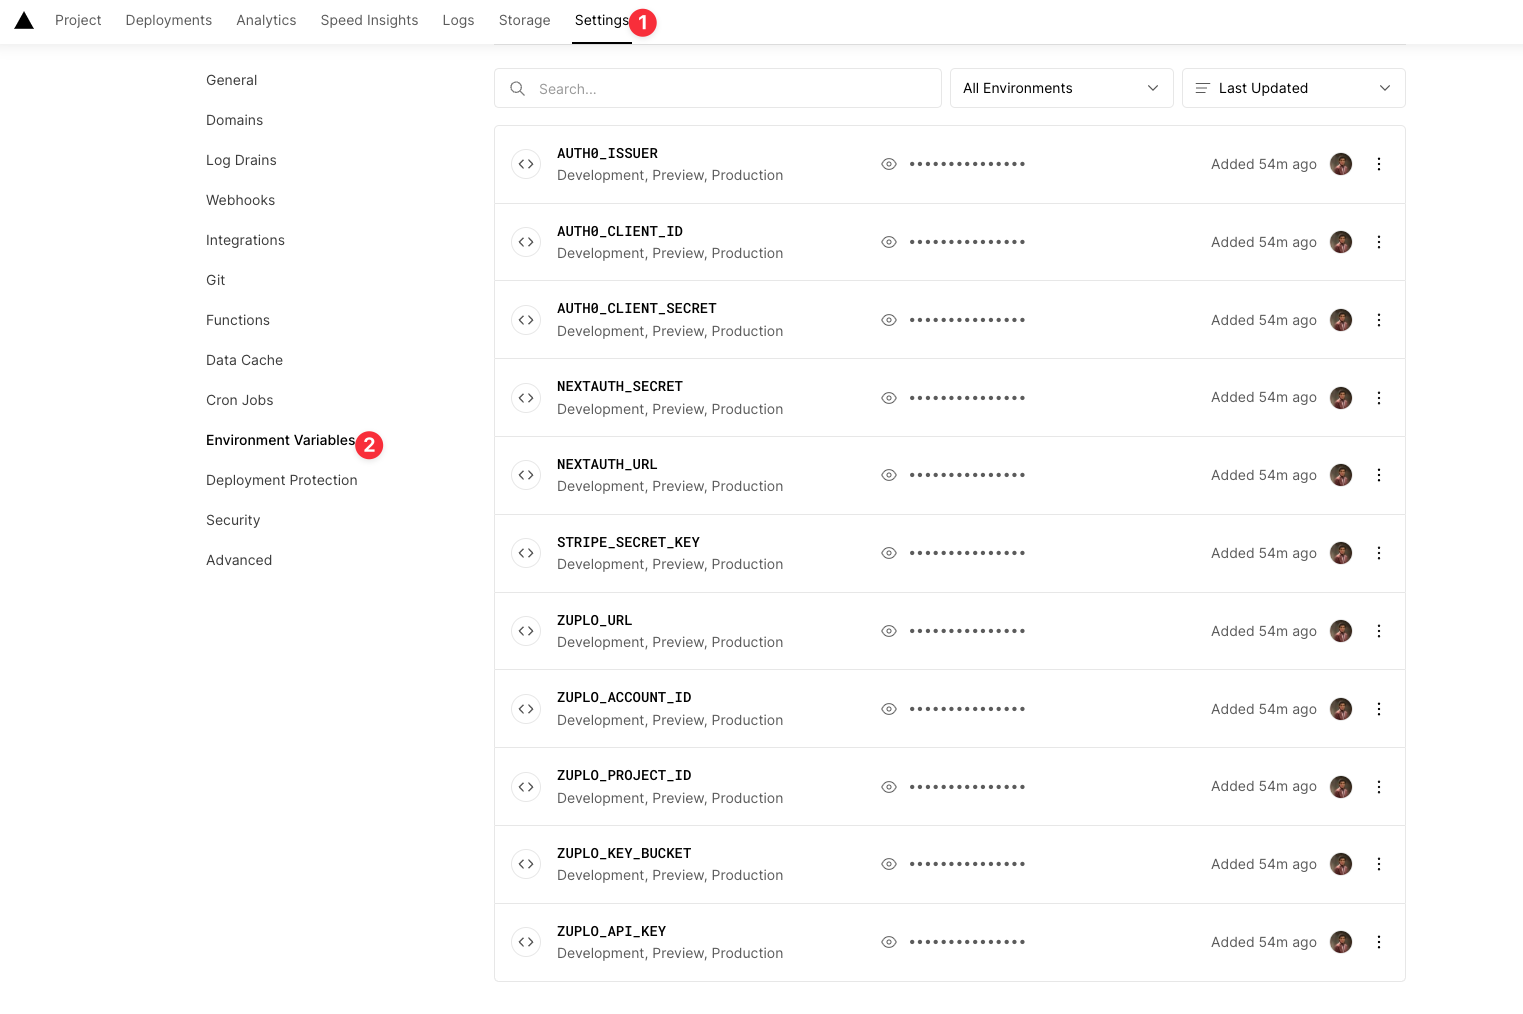 Project Deployments Analytics Speed Insights Logs Storage Settings 1
General
Domains
Log Drains
Webhooks
Integrations
Git
Functions
Data Cache
Cron Jobs
Environment Variables 2
Deployment Protection
Security
Advanced
Search... All Environments Last Updated
AUTH0_ISSUER
Development, Preview, Production
Added 54m ago
AUTH0_CLIENT_ID
Development, Preview, Production
Added 54m ago
AUTH0_CLIENT_SECRET
Development, Preview, Production
Added 54m ago
NEXTAUTH_SECRET
Development, Preview, Production
Added 54m ago
NEXTAUTH_URL
Development, Preview, Production
Added 54m ago
STRIPE_SECRET_KEY
Development, Preview, Production
Added 54m ago
ZUPLO_URL
Development, Preview, Production
Added 54m ago
ZUPLO_ACCOUNT_ID
Development, Preview, Production
Added 54m ago
ZUPLO_PROJECT_ID
Development, Preview, Production
Added 54m ago
ZUPLO_KEY_BUCKET
Development, Preview, Production
Added 54m ago
ZUPLO_API_KEY
Development, Preview, Production
Added 54m ago